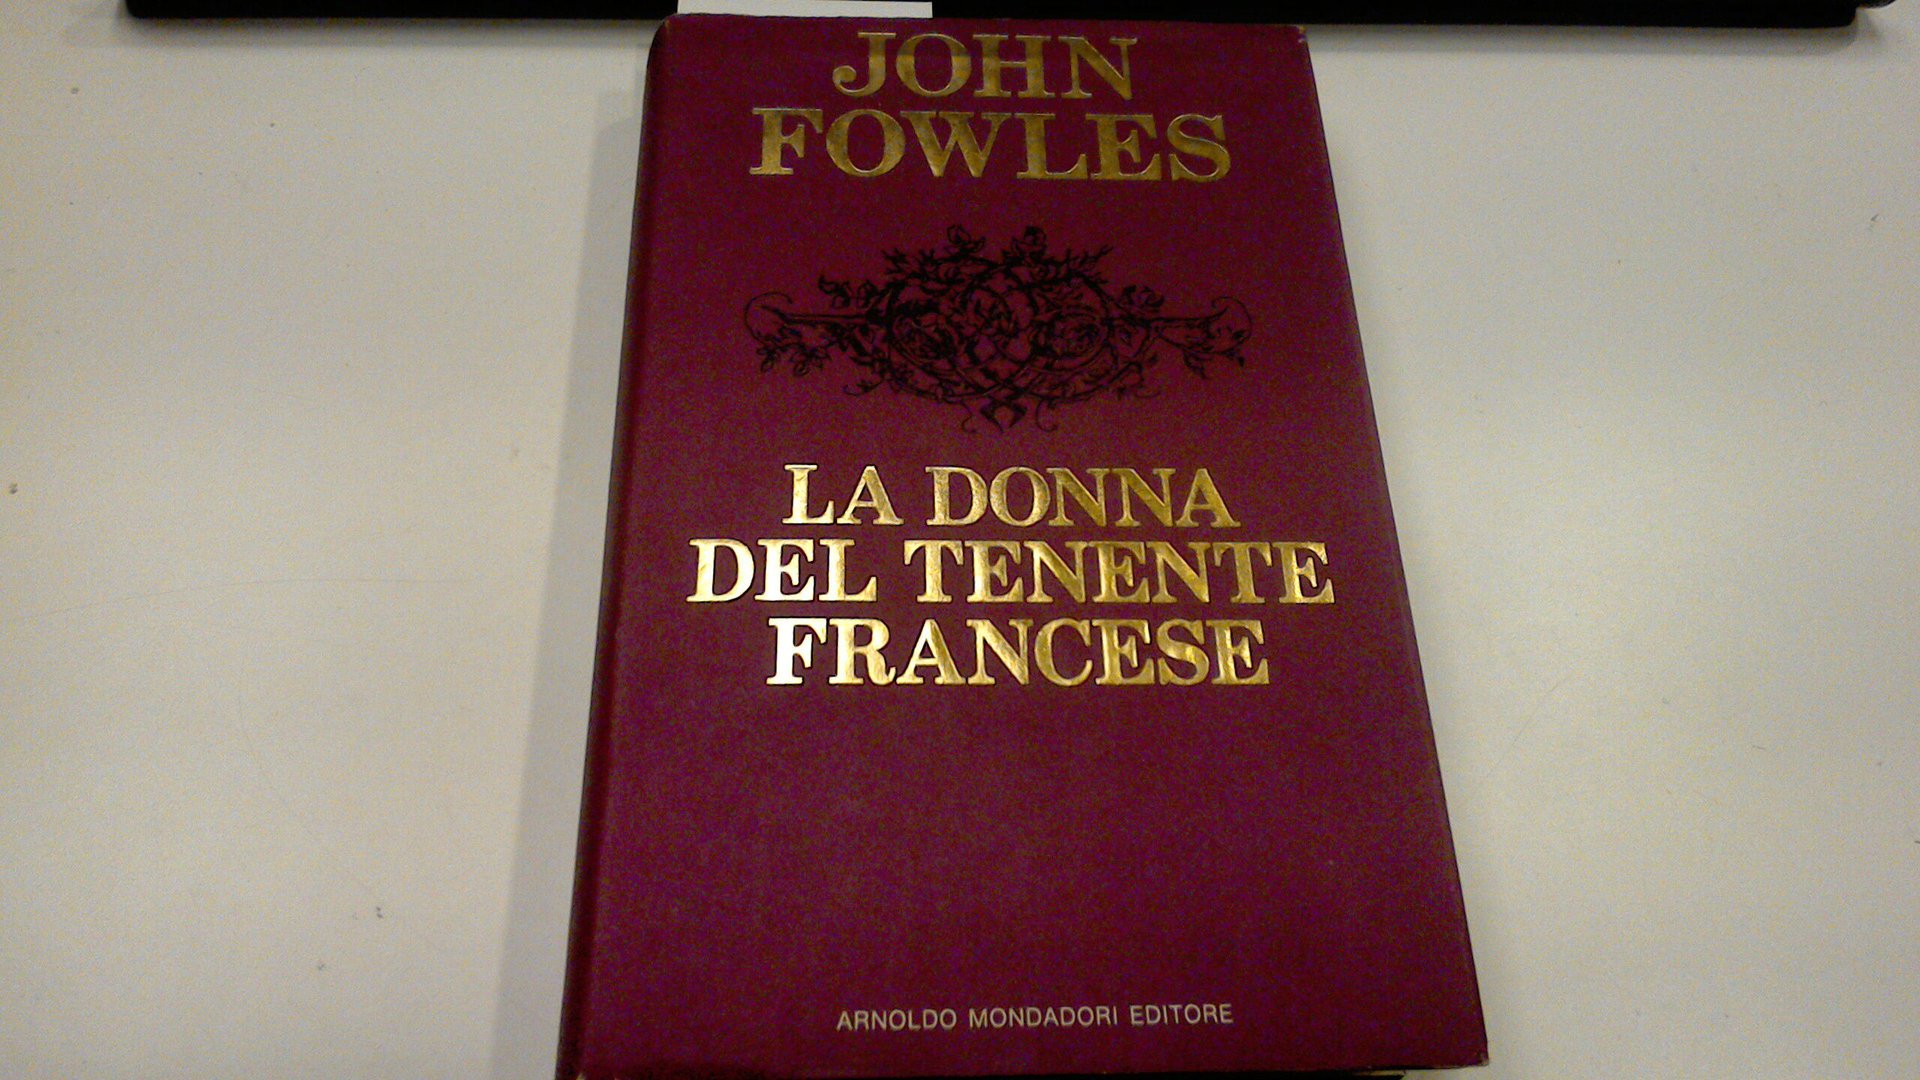 JOHN
FOWLES
LA DONNA
DEL TENENTE
FRANCESE
ARNOLDO MONDADORI EDITORE